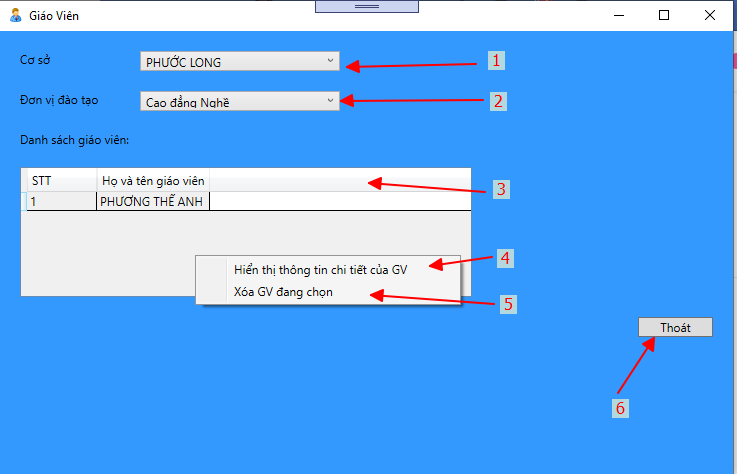 Giáo Viên
Cơ sở
PHƯỚC LONG
1
Đơn vị đào tạo
Cao đẳng Nghề
2
Danh sách giáo viên:
STT Họ và tên giáo viên
3
1 PHƯƠNG THẾ ANH
4
Hiển thị thông tin chi tiết của GV
Xóa GV đang chọn
5
Thoát
6